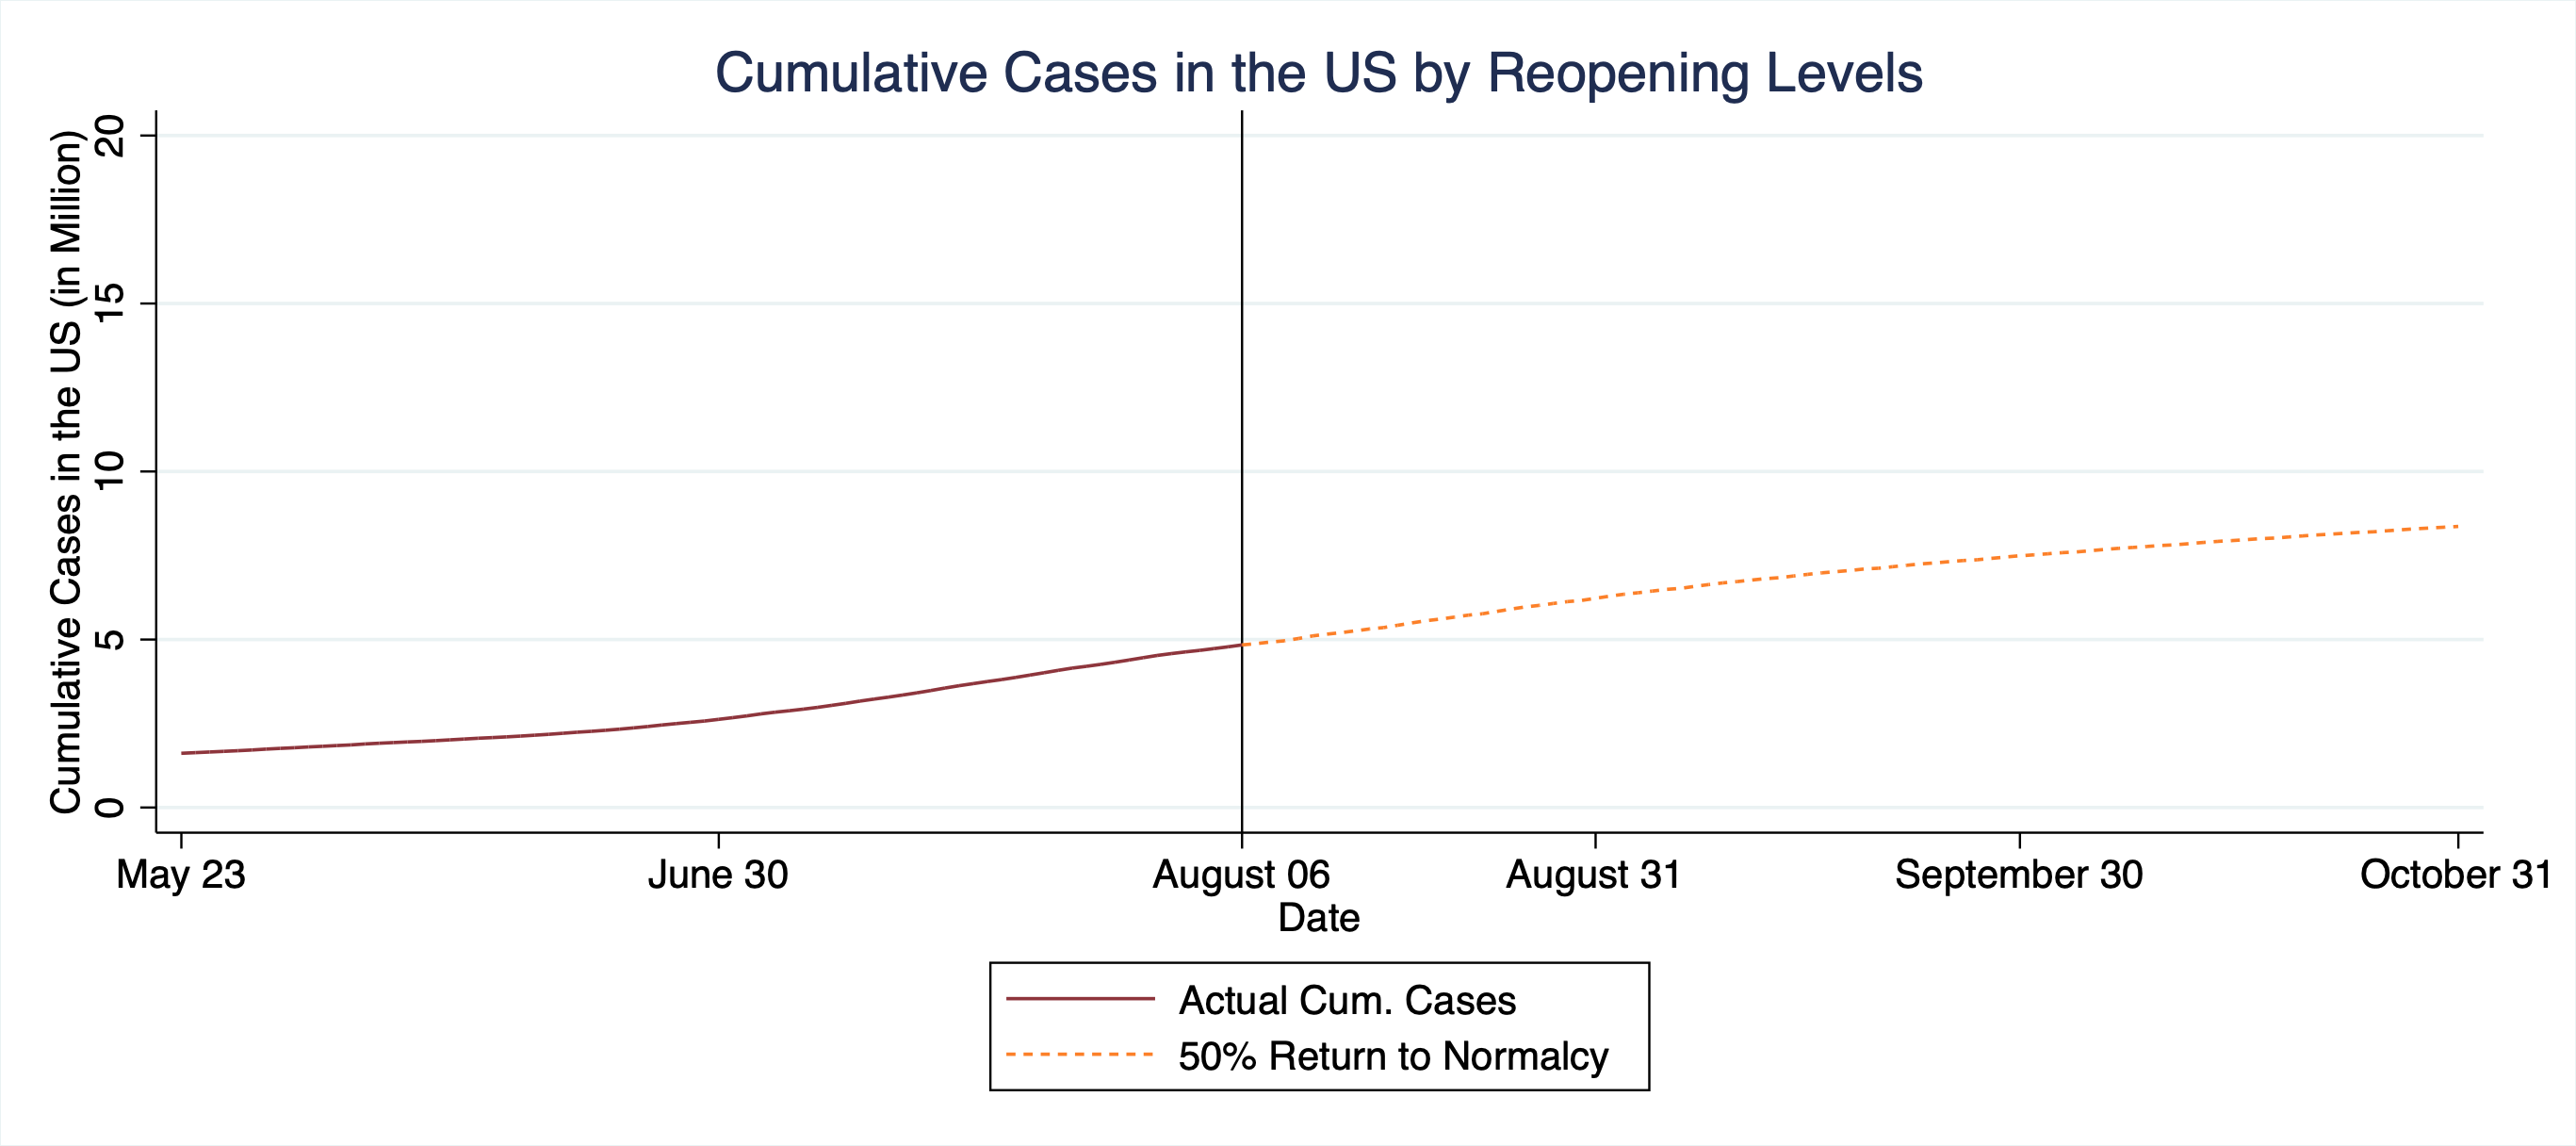 Cumulative Cases in the US by Reopening Levels
Cumulative Cases in the US (in Million)
20
15
10
5
0
May 23
June 30
August 06
August 31
September 30
October 31
Date
Actual Cum. Cases
50% Return to Normalcy